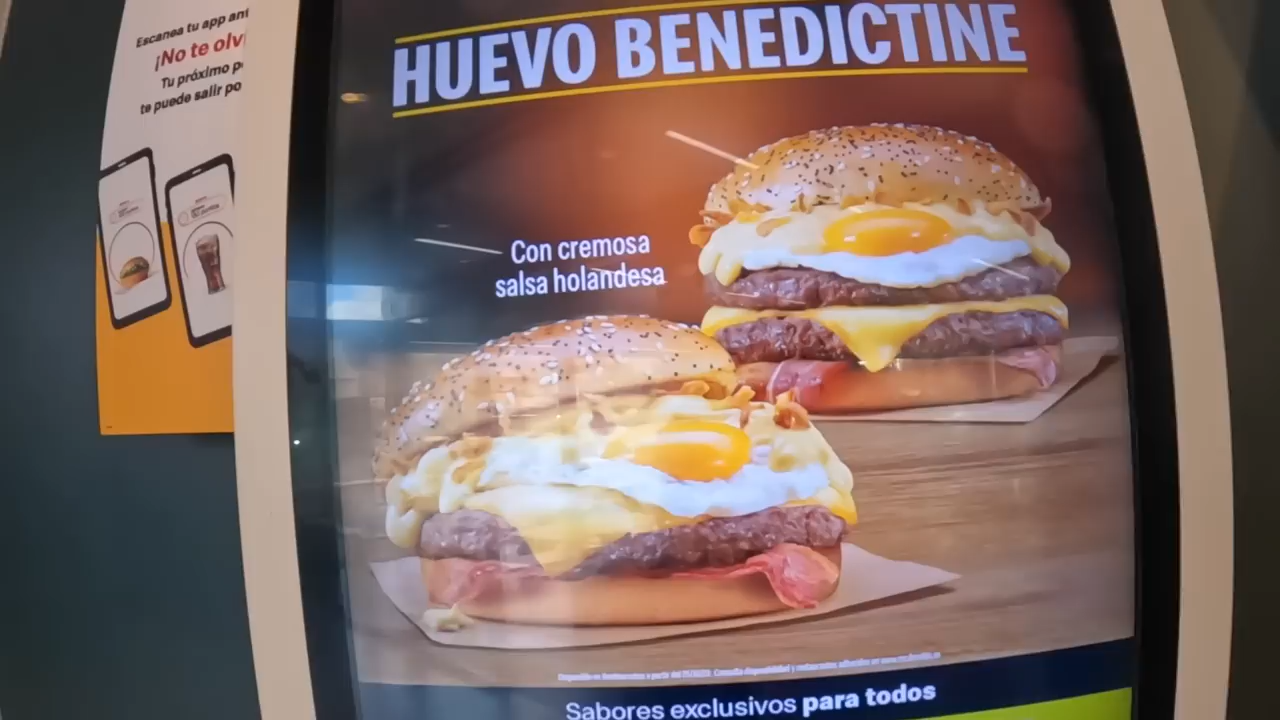 Escanea tu app ant
¡No te olv
Tu próximo p
te puede salir po
HUEVO BENEDICTINE
Con cremosa
salsa holandesa
Sabores exclusivos para todos